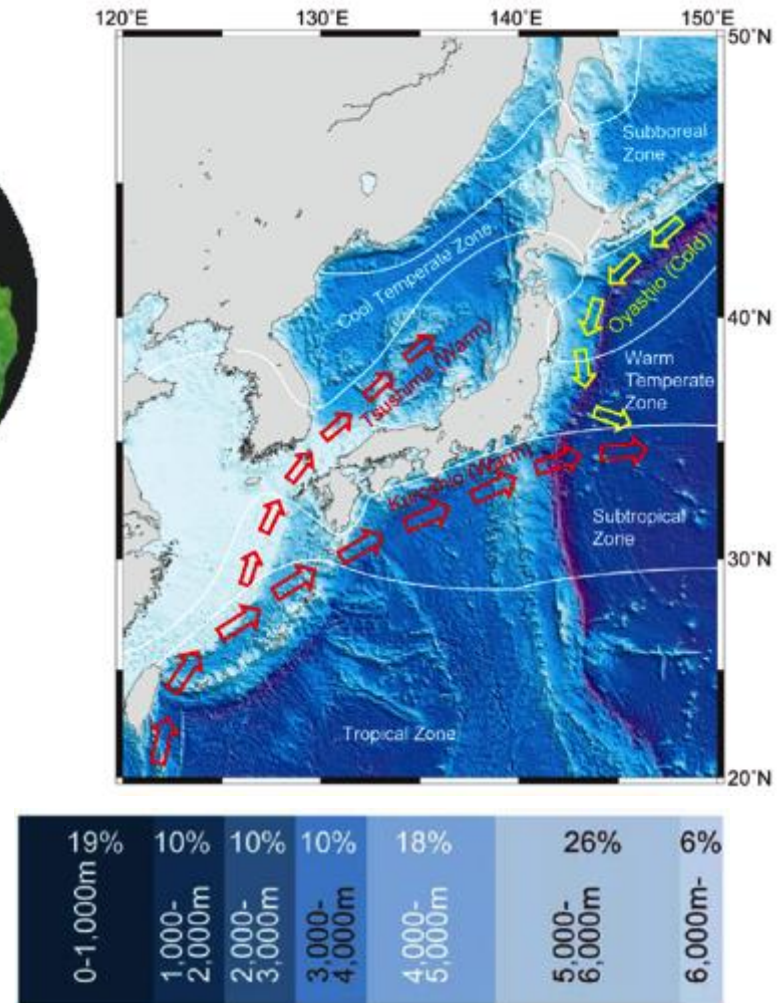 120°E 130°E 140°E 150°E
50°N
Subboreal
Zone
Cool Temperate Zone
Oyashio (Cold)
40°N
Tsushima (Warm)
Warm
Temperate
Zone
Kuroshio (Warm)
Subtropical
Zone
30°N
Tropical Zone
20°N
19% 10% 10% 10% 18% 26% 6%
0-1,000m
1,000-
2,000m
2,000-
3,000m
3,000-
4,000m
4,000-
5,000m
5,000-
6,000m
6,000m-